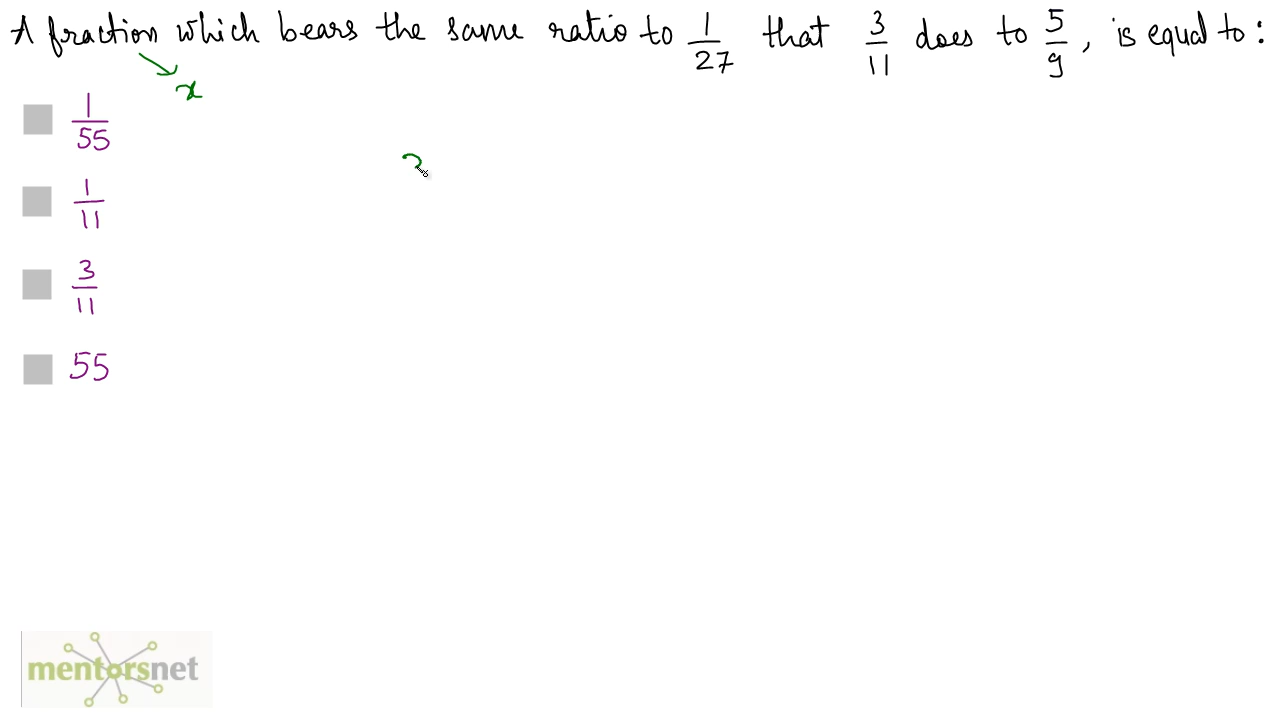 A fraction which bears the same ratio to 1/27 that 3/11 does to 5/9, is equal to:
x
1/55
1/11
3/11
55
mentorsnet